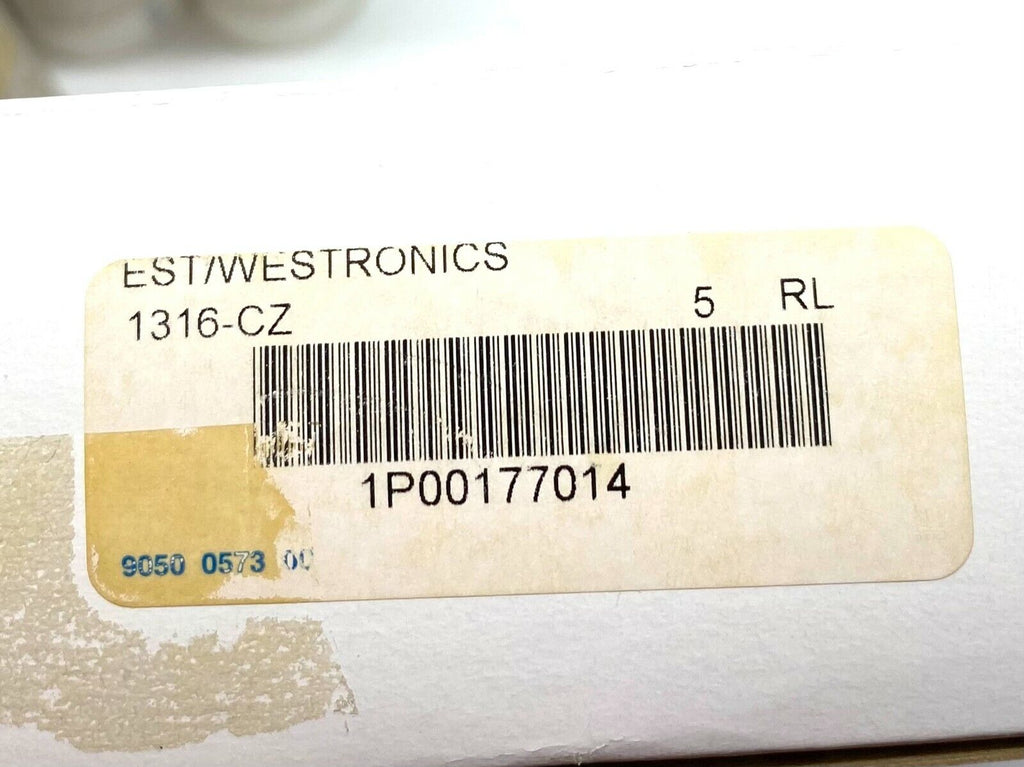 EST/WESTRONICS
1316-CZ 5 RL
1P00177014
9050 0573